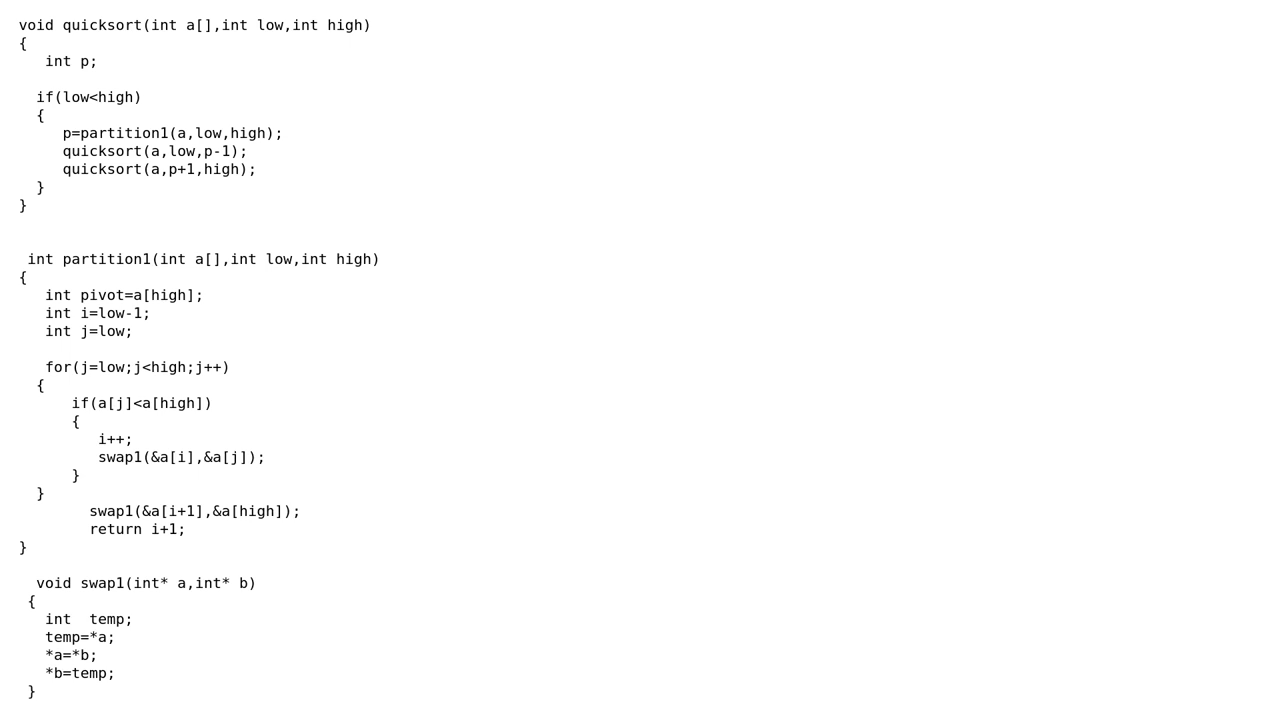 void quicksort(int a[],int low,int high)
{
   int p;

  if(low<high)
  {
     p=partition1(a,low,high);
     quicksort(a,low,p-1);
     quicksort(a,p+1,high);
  }
}


 int partition1(int a[],int low,int high)
{
   int pivot=a[high];
   int i=low-1;
   int j=low;

   for(j=low;j<high;j++)
  {
      if(a[j]<a[high])
      {
         i++;
         swap1(&a[i],&a[j]);
      }
  }
        swap1(&a[i+1],&a[high]);
        return i+1;
}

  void swap1(int* a,int* b)
 {
   int  temp;
   temp=*a;
   *a=*b;
   *b=temp;
 }